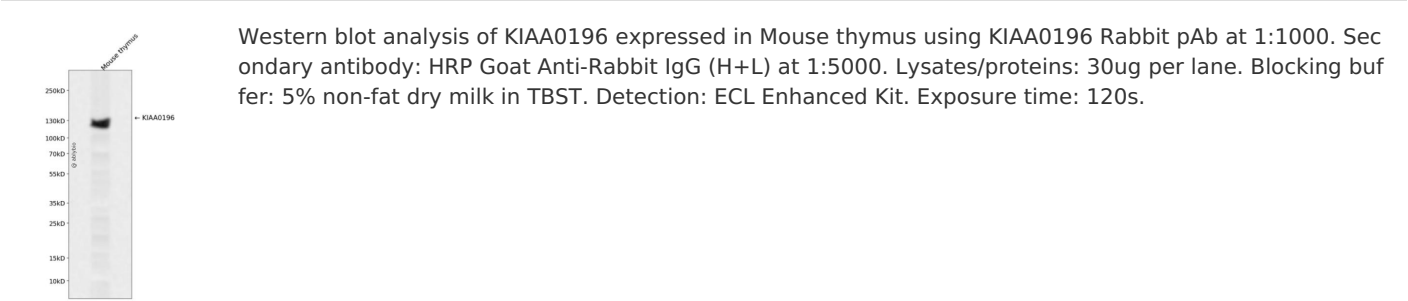 Mouse thymus
250kD
130kD
100kD
70kD
55kD
35kD
25kD
15kD
10kD
← KIAA0196
@ abybio
Western blot analysis of KIAA0196 expressed in Mouse thymus using KIAA0196 Rabbit pAb at 1:1000. Sec
ondary antibody: HRP Goat Anti-Rabbit IgG (H+L) at 1:5000. Lysates/proteins: 30ug per lane. Blocking buf
fer: 5% non-fat dry milk in TBST. Detection: ECL Enhanced Kit. Exposure time: 120s.